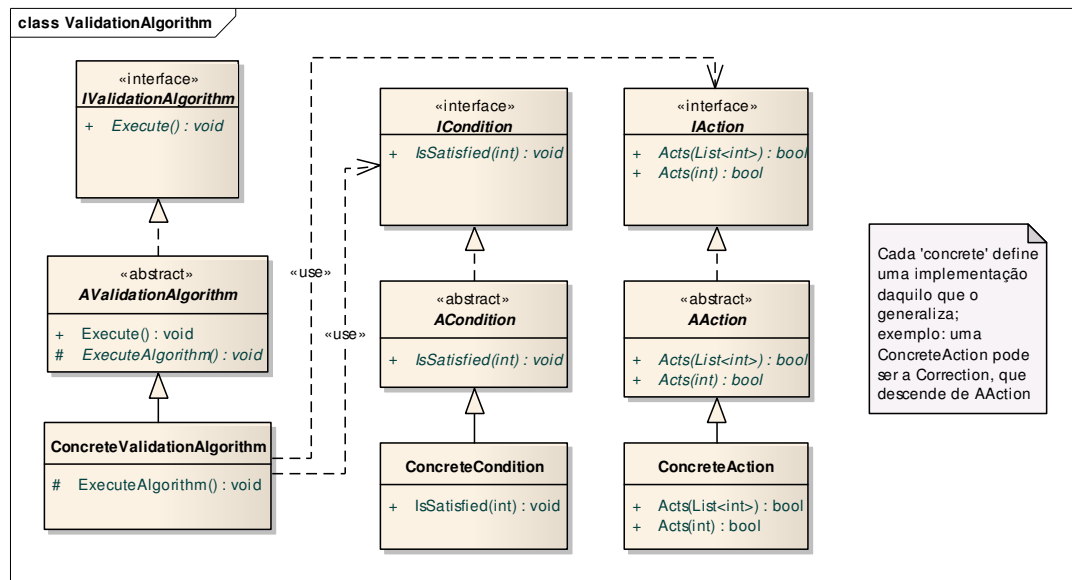 class ValidationAlgorithm
«interface»
IValidationAlgorithm
+ Execute() : void
«interface»
ICondition
+ IsSatisfied(int) : void
«interface»
IAction
+ Acts(List<int>) : bool
+ Acts(int) : bool
«use»
«use»
«abstract»
AValidationAlgorithm
+ Execute() : void
# ExecuteAlgorithm() : void
«abstract»
ACondition
+ IsSatisfied(int) : void
«abstract»
AAction
+ Acts(List<int>) : bool
+ Acts(int) : bool
ConcreteValidationAlgorithm
# ExecuteAlgorithm() : void
ConcreteCondition
+ IsSatisfied(int) : void
ConcreteAction
+ Acts(List<int>) : bool
+ Acts(int) : bool
Cada 'concrete' define
uma implementação
daquilo que o
generaliza;
exemplo: uma
ConcreteAction pode
ser a Correction, que
descende de AAction